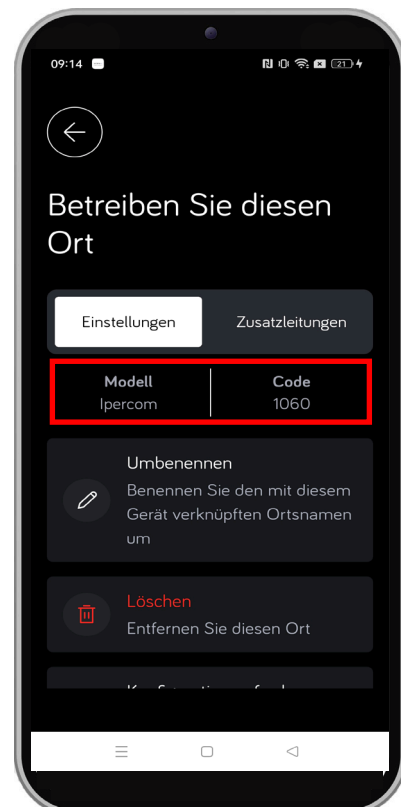 09:14
21
Betreiben Sie diesen
Ort
Einstellungen Zusatzleitungen
Modell Code
Ipercom 1060
Umbenennen
Benennen Sie den mit diesem
Gerät verknüpften Ortsnamen
um
Löschen
Entfernen Sie diesen Ort